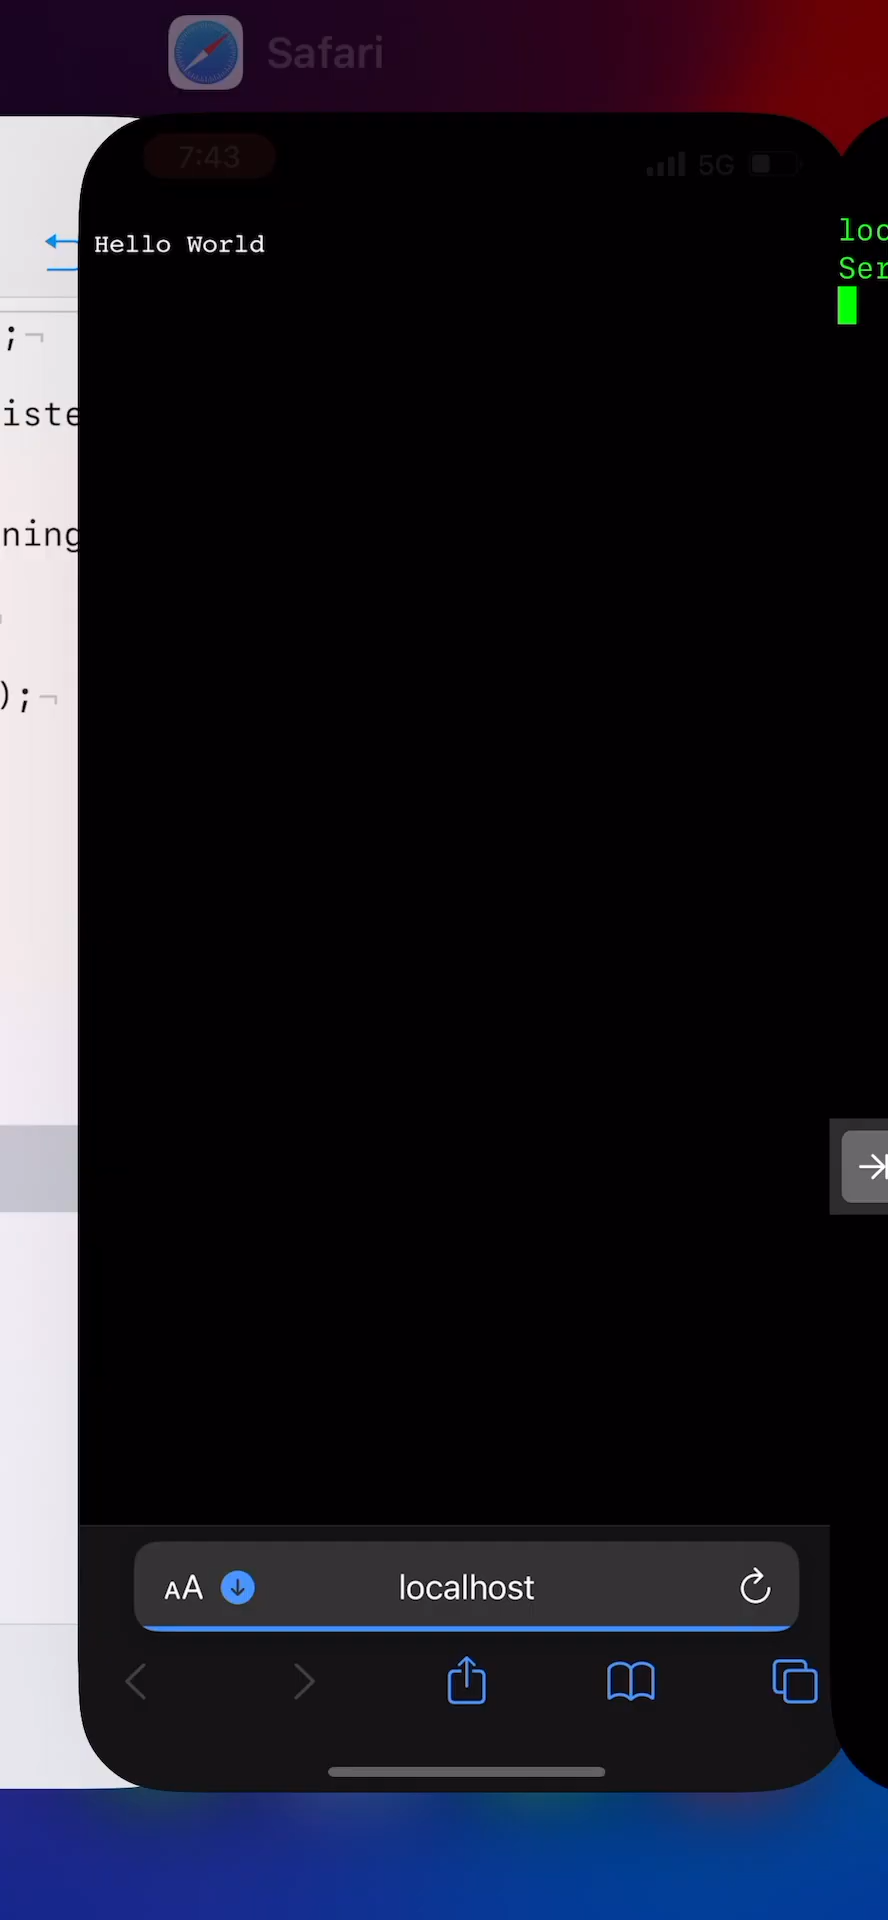 Safari
7:43
5G
Hello World
;¬
iste
ning
);¬
loc
Ser
AA
localhost